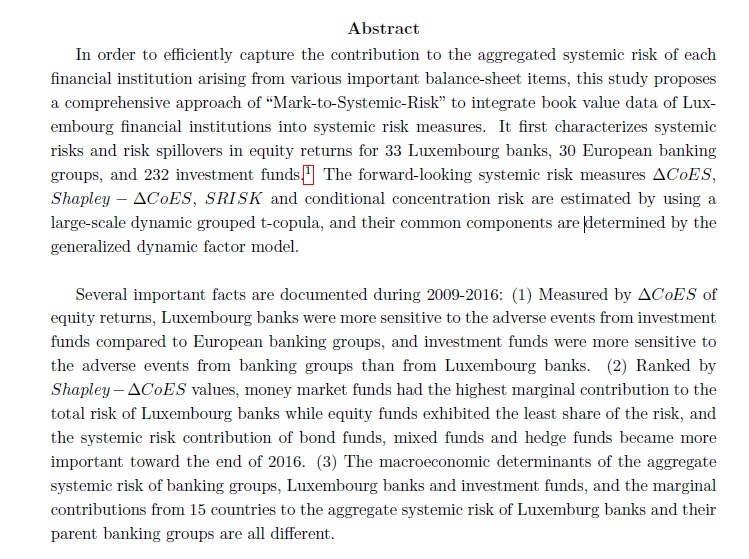 Abstract
In order to efficiently capture the contribution to the aggregated systemic risk of each
financial institution arising from various important balance-sheet items, this study proposes
a comprehensive approach of “Mark-to-Systemic-Risk” to integrate book value data of Lux-
embourg financial institutions into systemic risk measures. It first characterizes systemic
risks and risk spillovers in equity returns for 33 Luxembourg banks, 30 European banking
groups, and 232 investment funds.1 The forward-looking systemic risk measures ΔCoES,
Shapley − ΔCoES, SRISK and conditional concentration risk are estimated by using a
large-scale dynamic grouped t-copula, and their common components are determined by the
generalized dynamic factor model.
Several important facts are documented during 2009-2016: (1) Measured by ΔCoES of
equity returns, Luxembourg banks were more sensitive to the adverse events from investment
funds compared to European banking groups, and investment funds were more sensitive to
the adverse events from banking groups than from Luxembourg banks. (2) Ranked by
Shapley − ΔCoES values, money market funds had the highest marginal contribution to the
total risk of Luxembourg banks while equity funds exhibited the least share of the risk, and
the systemic risk contribution of bond funds, mixed funds and hedge funds became more
important toward the end of 2016. (3) The macroeconomic determinants of the aggregate
systemic risk of banking groups, Luxembourg banks and investment funds, and the marginal
contributions from 15 countries to the aggregate systemic risk of Luxemburg banks and their
parent banking groups are all different.